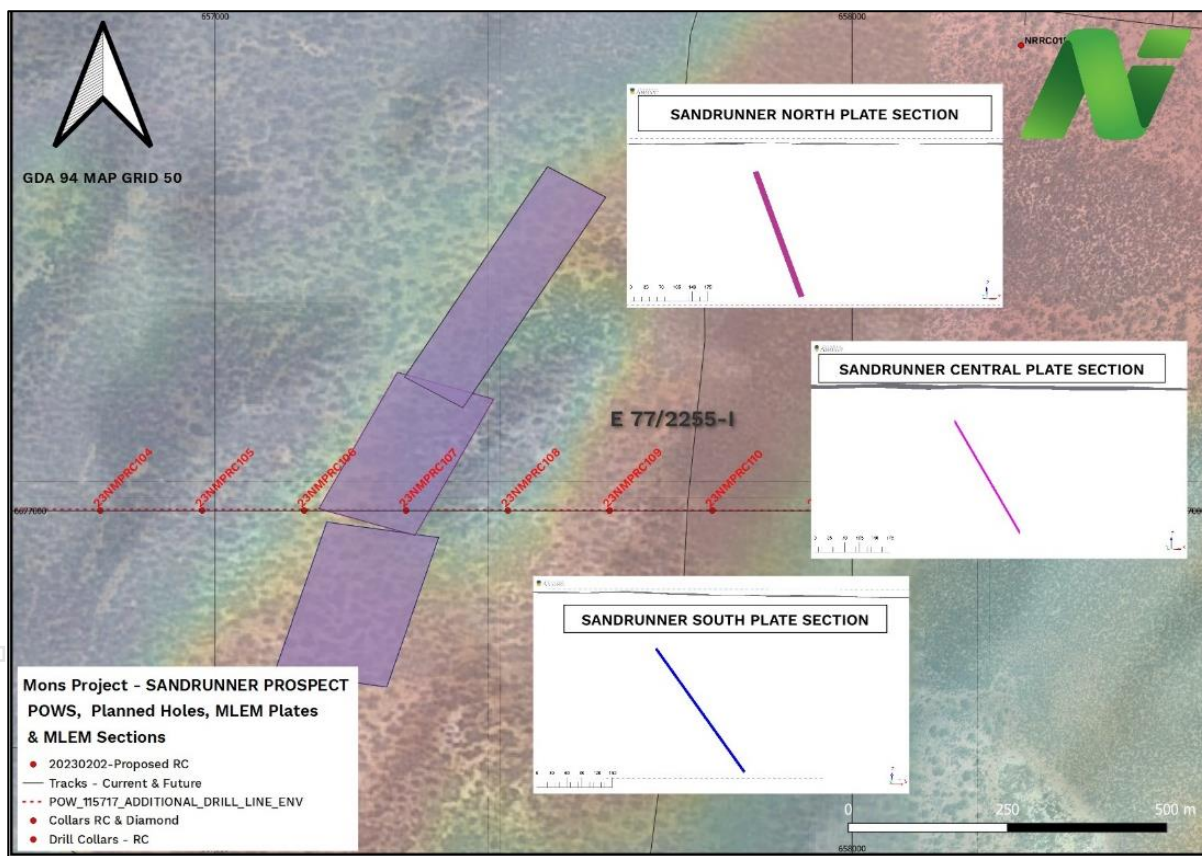 657000
658000
NRRC01
GDA 94 MAP GRID 50
SANDRUNNER NORTH PLATE SECTION
SANDRUNNER CENTRAL PLATE SECTION
E 77/2255-I
23NMPRC104
23NMPRC105
23NMPRC106
23NMPRC107
23NMPRC108
23NMPRC109
23NMPRC110
6677000
SANDRUNNER SOUTH PLATE SECTION
Mons Project - SANDRUNNER PROSPECT
POWS, Planned Holes, MLEM Plates
& MLEM Sections
20230202-Proposed RC
Tracks - Current & Future
POW_115717_ADDITIONAL_DRILL_LINE_ENV
Collars RC & Diamond
Drill Collars - RC
0 250 500 m
658000